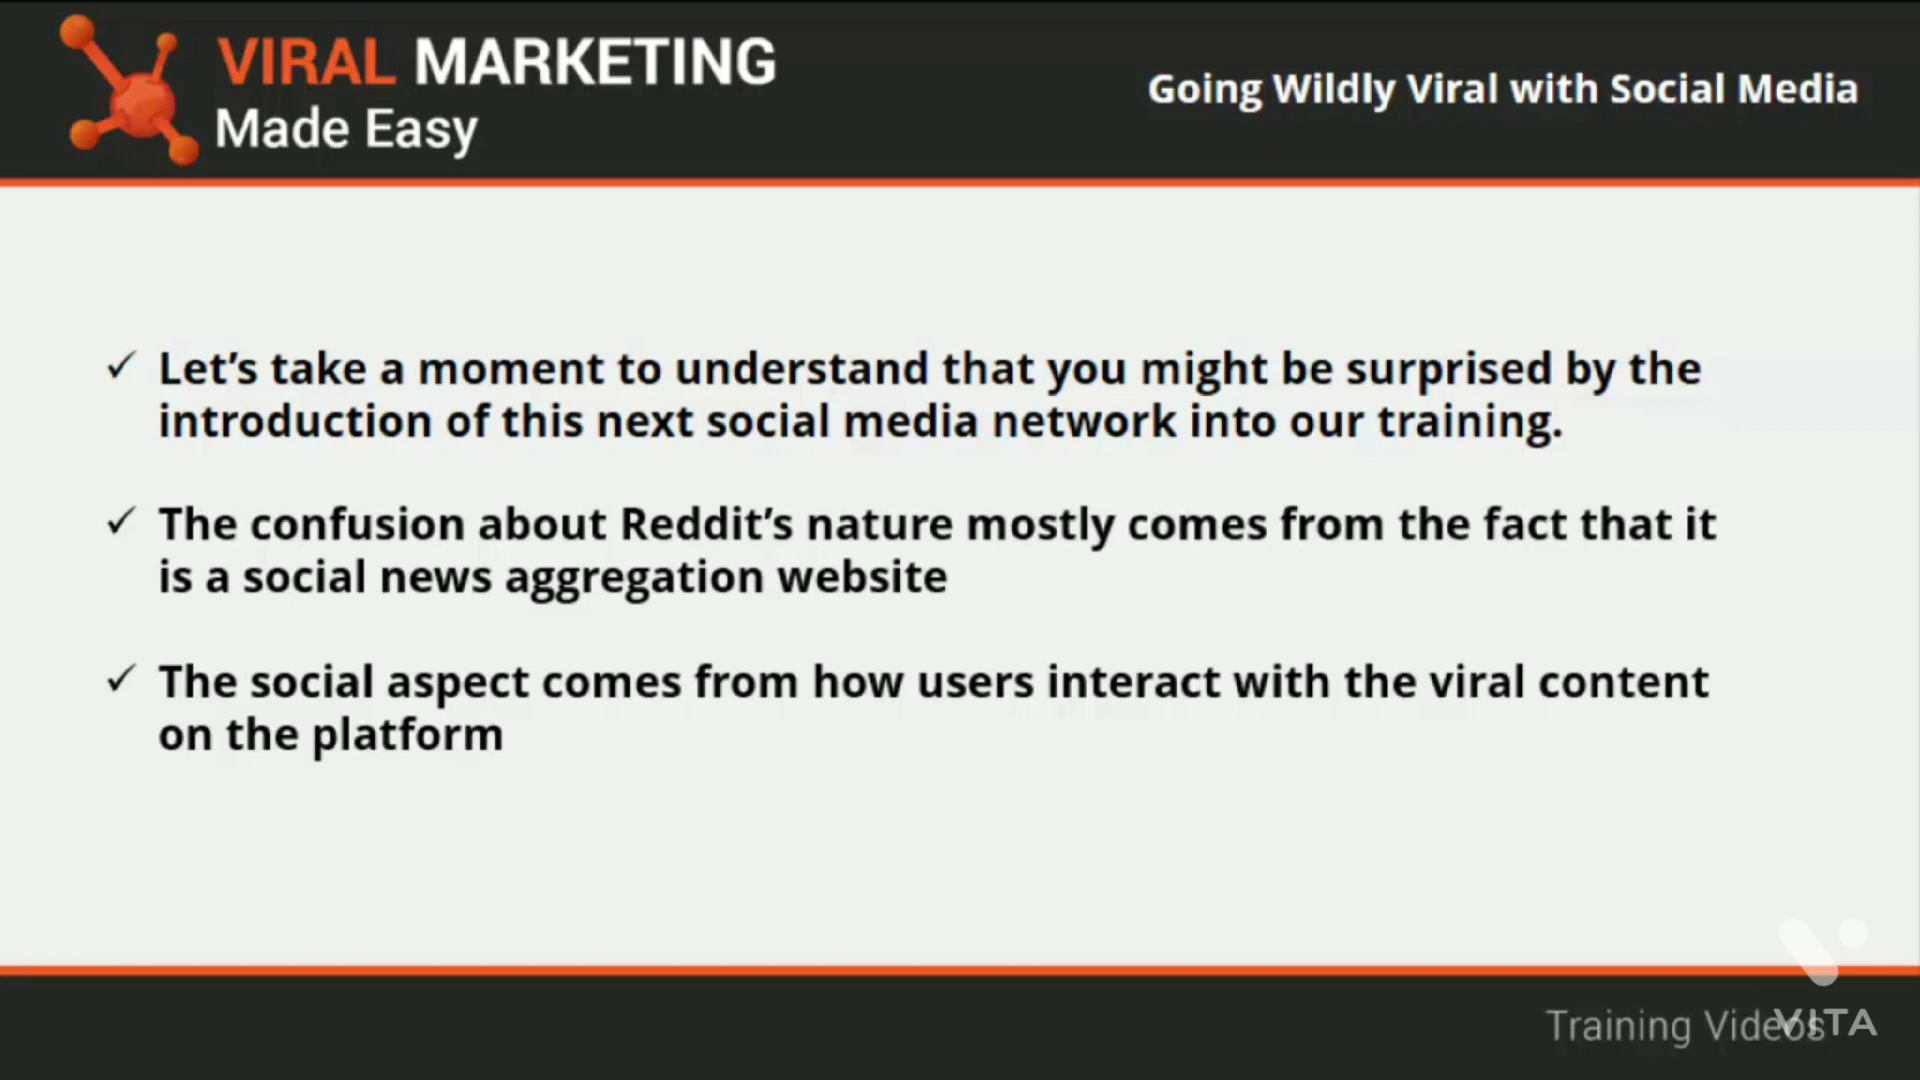 VIRAL MARKETING
Made Easy
Going Wildly Viral with Social Media
✓ Let’s take a moment to understand that you might be surprised by the
introduction of this next social media network into our training.
✓ The confusion about Reddit’s nature mostly comes from the fact that it
is a social news aggregation website
✓ The social aspect comes from how users interact with the viral content
on the platform
Training Videos
VITA